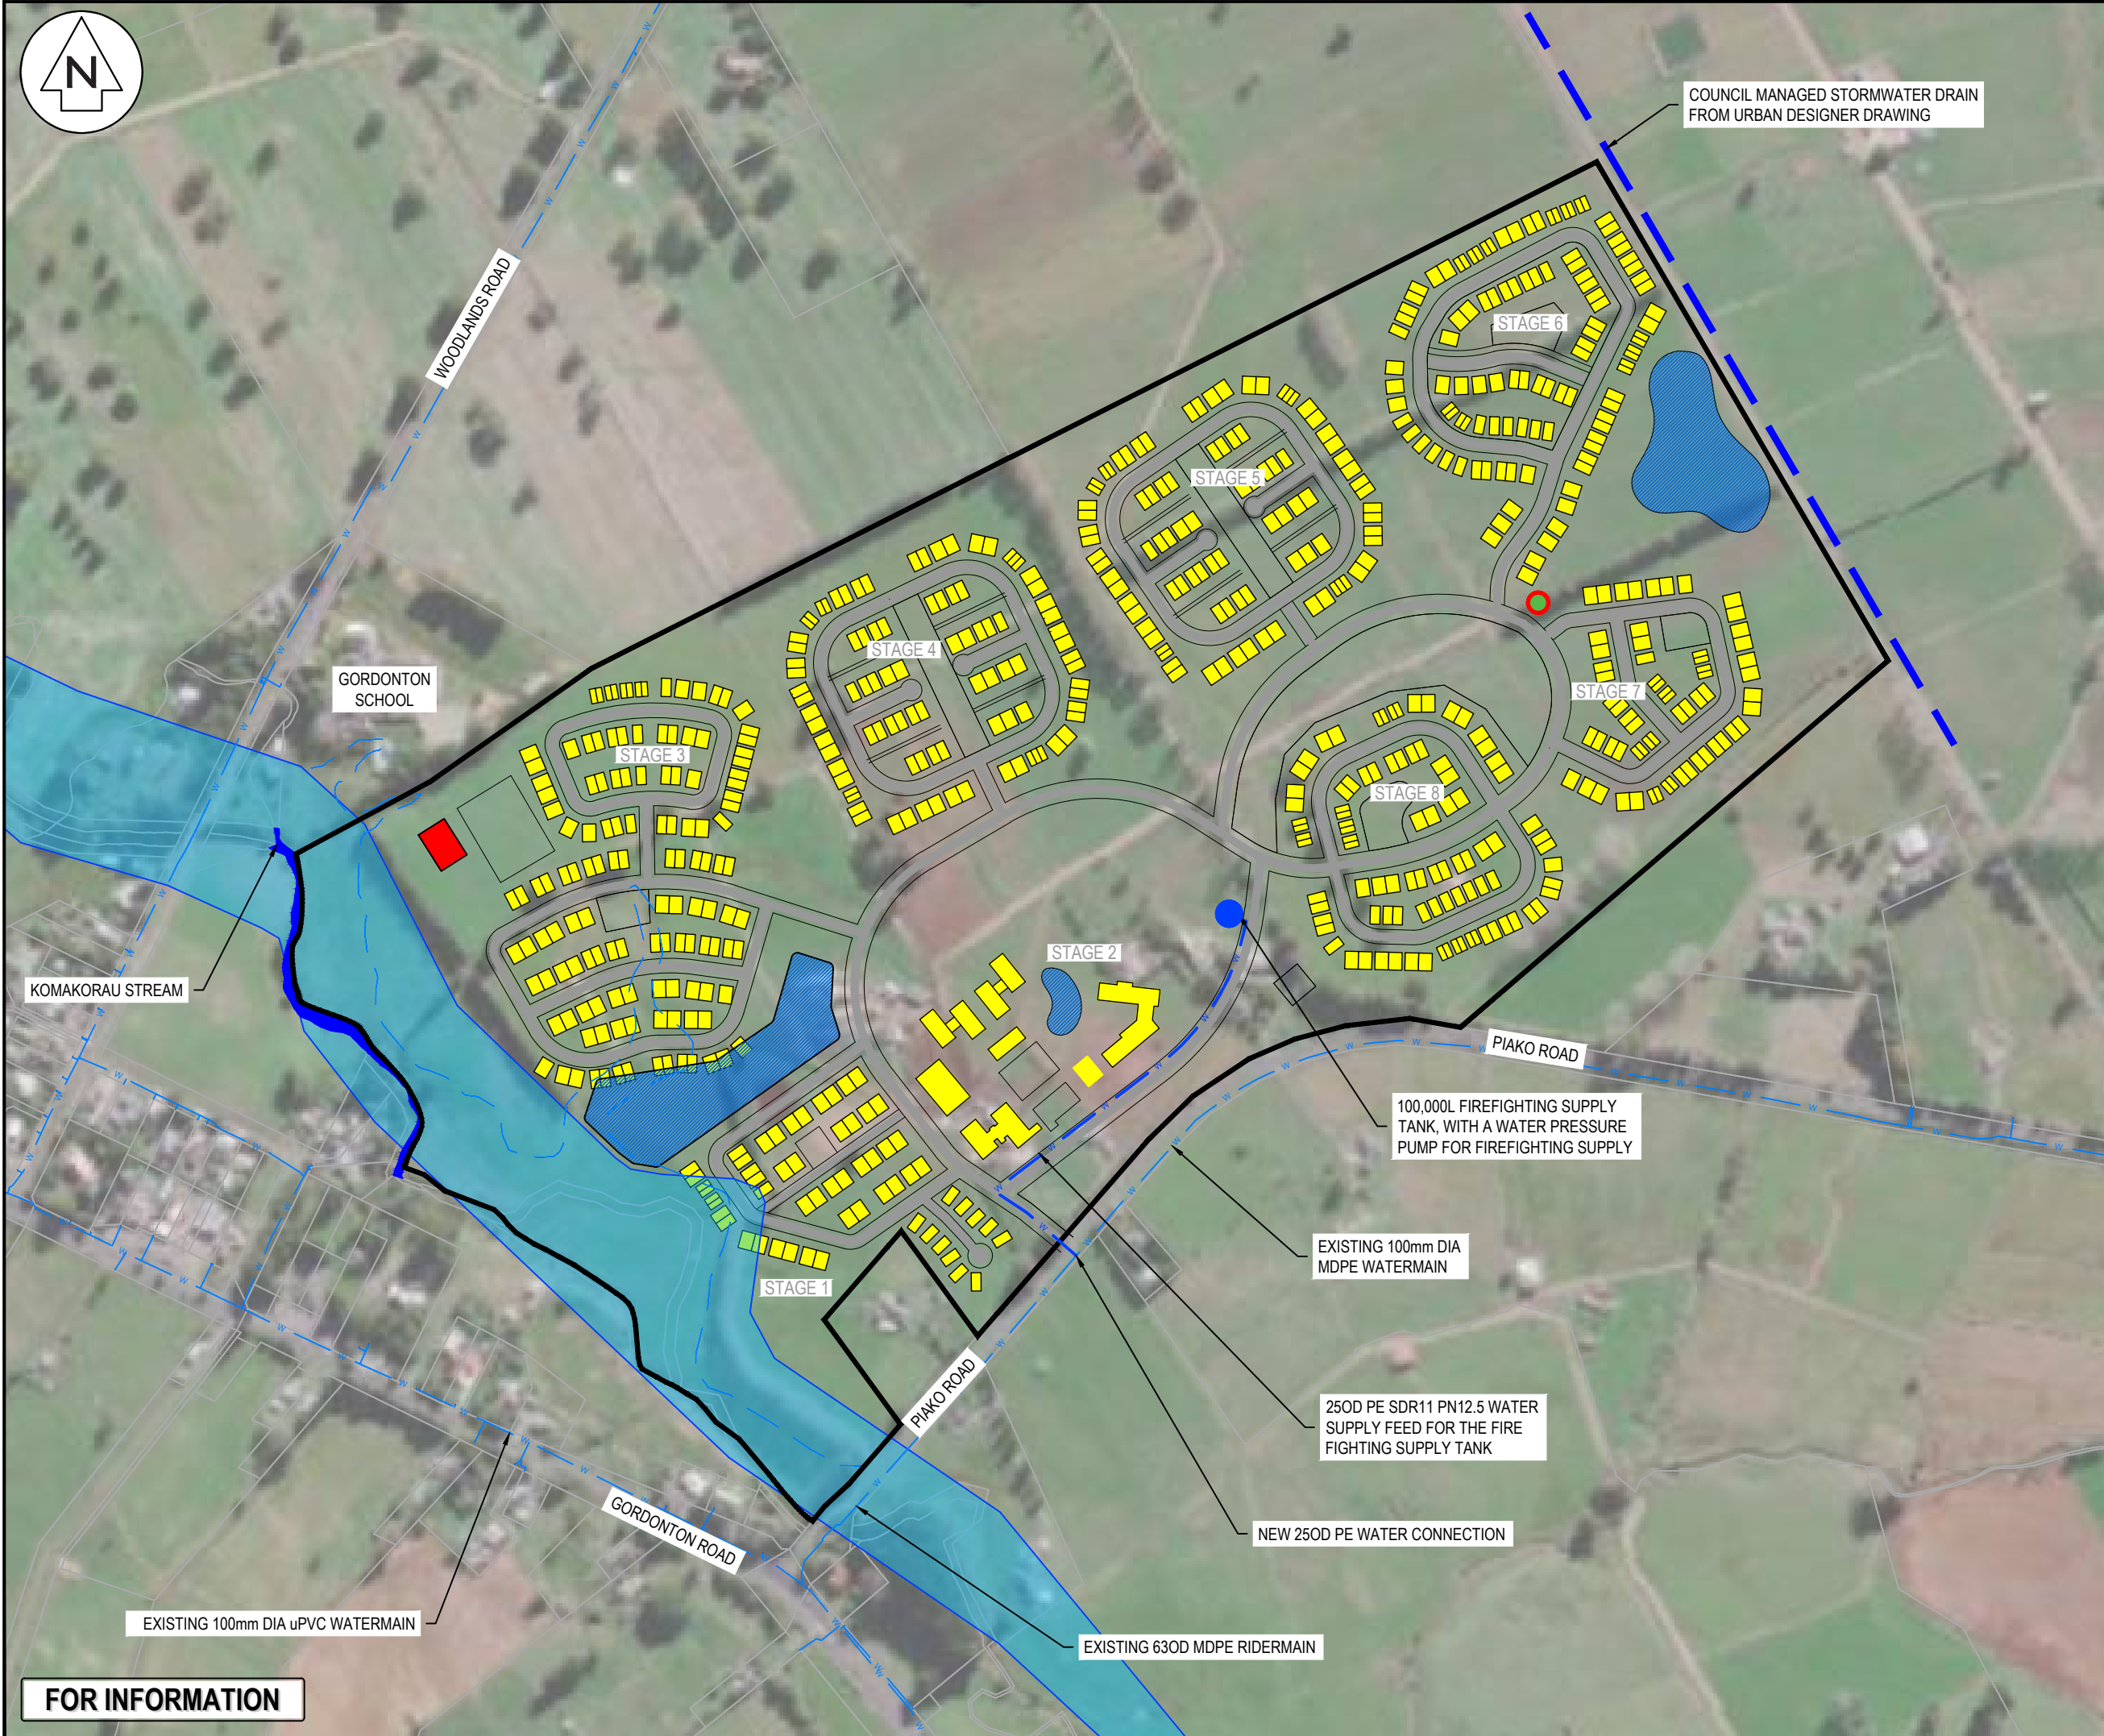 N
COUNCIL MANAGED STORMWATER DRAIN
FROM URBAN DESIGNER DRAWING
WOODLANDS ROAD
STAGE 6
STAGE 5
GORDONTON
SCHOOL
STAGE 4
STAGE 7
STAGE 3
STAGE 8
STAGE 2
KOMAKORAU STREAM
PIAKO ROAD
100,000L FIREFIGHTING SUPPLY
TANK, WITH A WATER PRESSURE
PUMP FOR FIREFIGHTING SUPPLY
EXISTING 100mm DIA
MDPE WATERMAIN
STAGE 1
PIAKO ROAD
25OD PE SDR11 PN12.5 WATER
SUPPLY FEED FOR THE FIRE
FIGHTING SUPPLY TANK
GORDONTON ROAD
NEW 25OD PE WATER CONNECTION
EXISTING 100mm DIA uPVC WATERMAIN
EXISTING 63OD MDPE RIDERMAIN
FOR INFORMATION